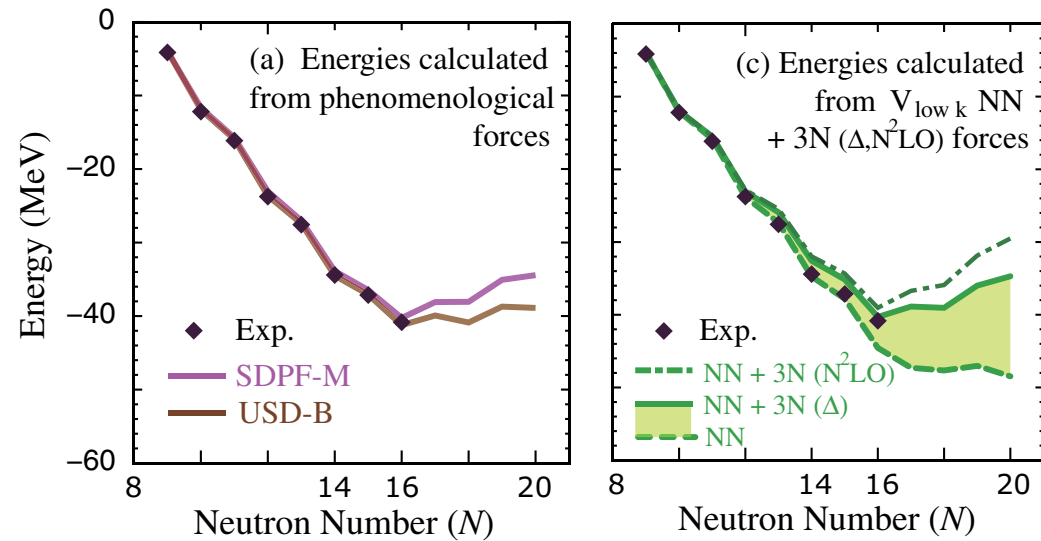 0
−20
−40
−60
Energy (MeV)
(a) Energies calculated
from phenomenological
forces
Exp.
SDPF-M
USD-B
8
14
16
20
Neutron Number (N)
(c) Energies calculated
from V_low k NN
+ 3N (Δ,N²LO) forces
Exp.
NN + 3N (N²LO)
NN + 3N (Δ)
NN
8
14
16
20
Neutron Number (N)